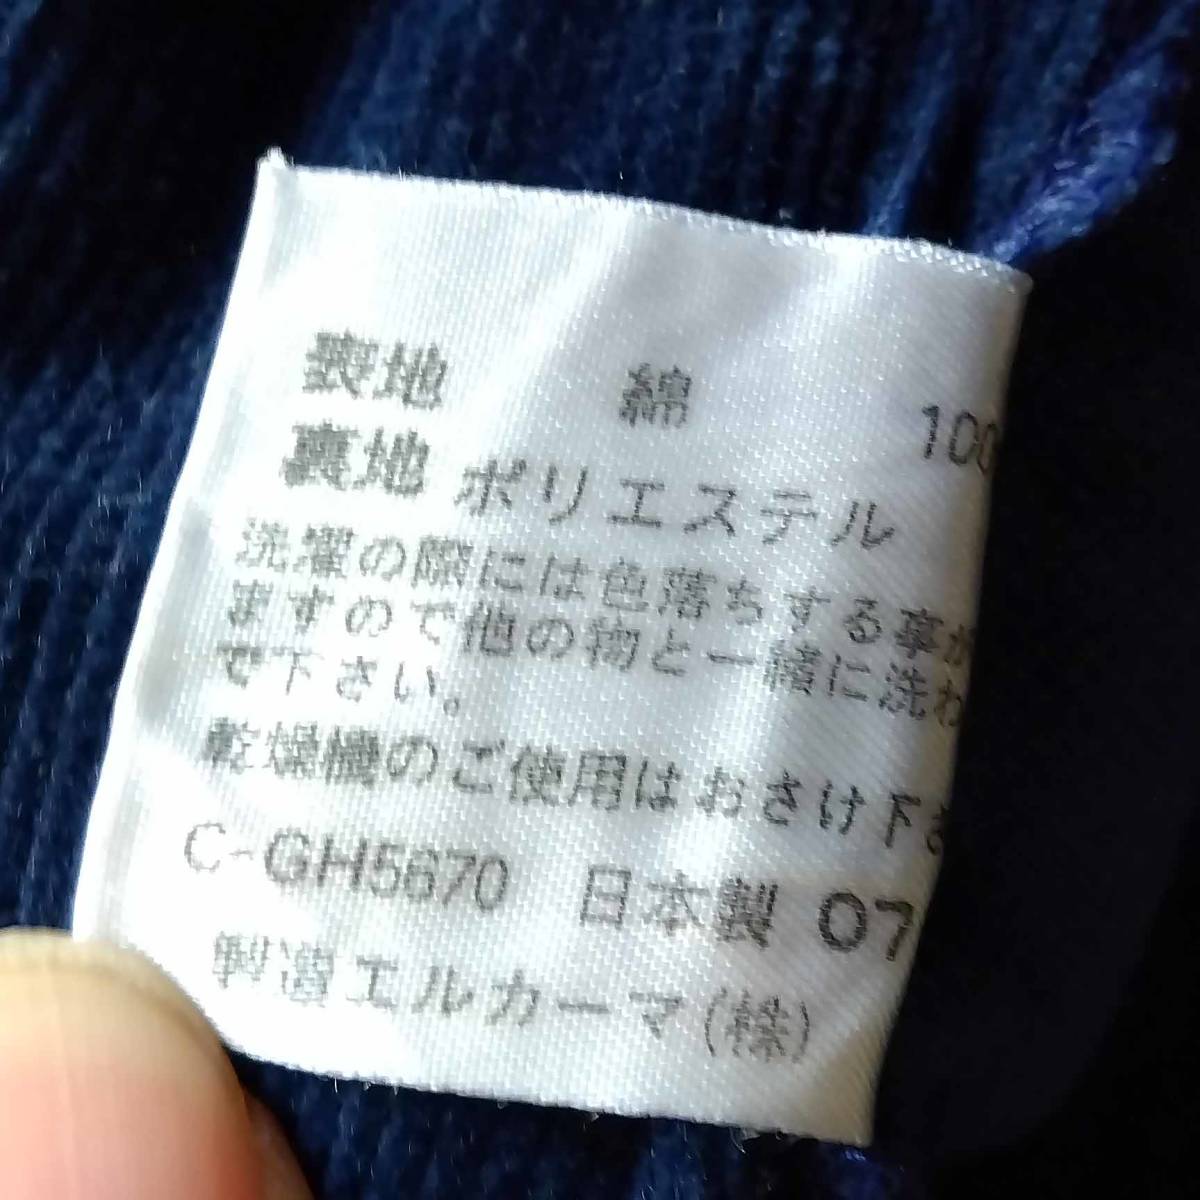 表地 綿 100
裏地 ポリエステル
洗濯の際には色落ちする事が
ますので他の物と一緒に洗わ
で下さい。
乾燥機のご使用はおさけ下さ
C-GH5670 日本製 07
製造エルカーマ(株)